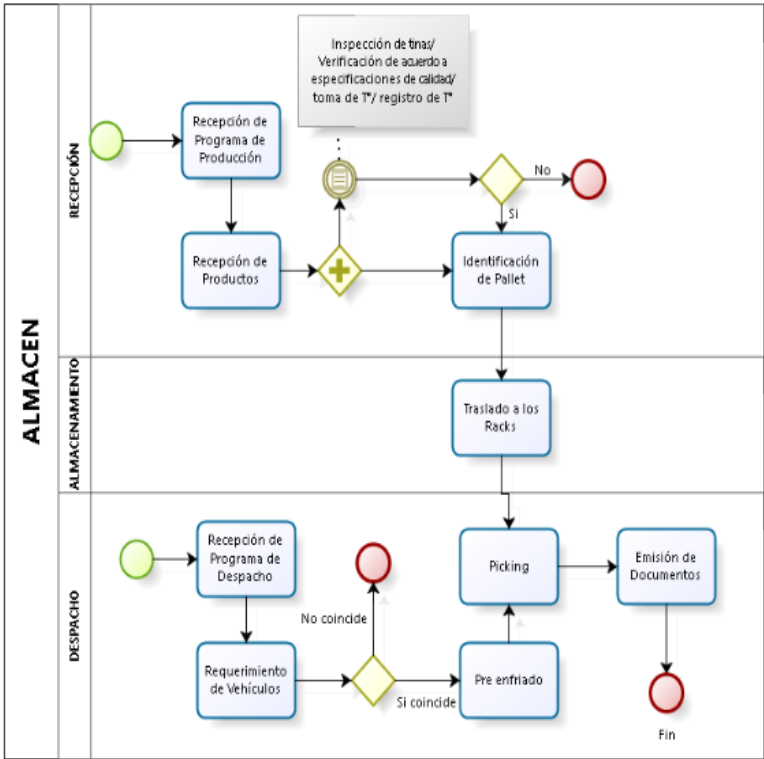 ALMACEN
RECEPCIÓN
Recepción de
Programa de
Producción
Recepción de
Productos
Inspección de tinas/
Verificación de acuerdo a
especificaciones de calidad/
toma de T°/ registro de T°
No
Si
Identificación
de Pallet
ALMACENAMIENTO
Traslado a los
Racks
DESPACHO
Recepción de
Programa de
Despacho
Requerimiento
de Vehículos
No coincide
Si coincide
Pre enfriado
Picking
Emisión de
Documentos
Fin